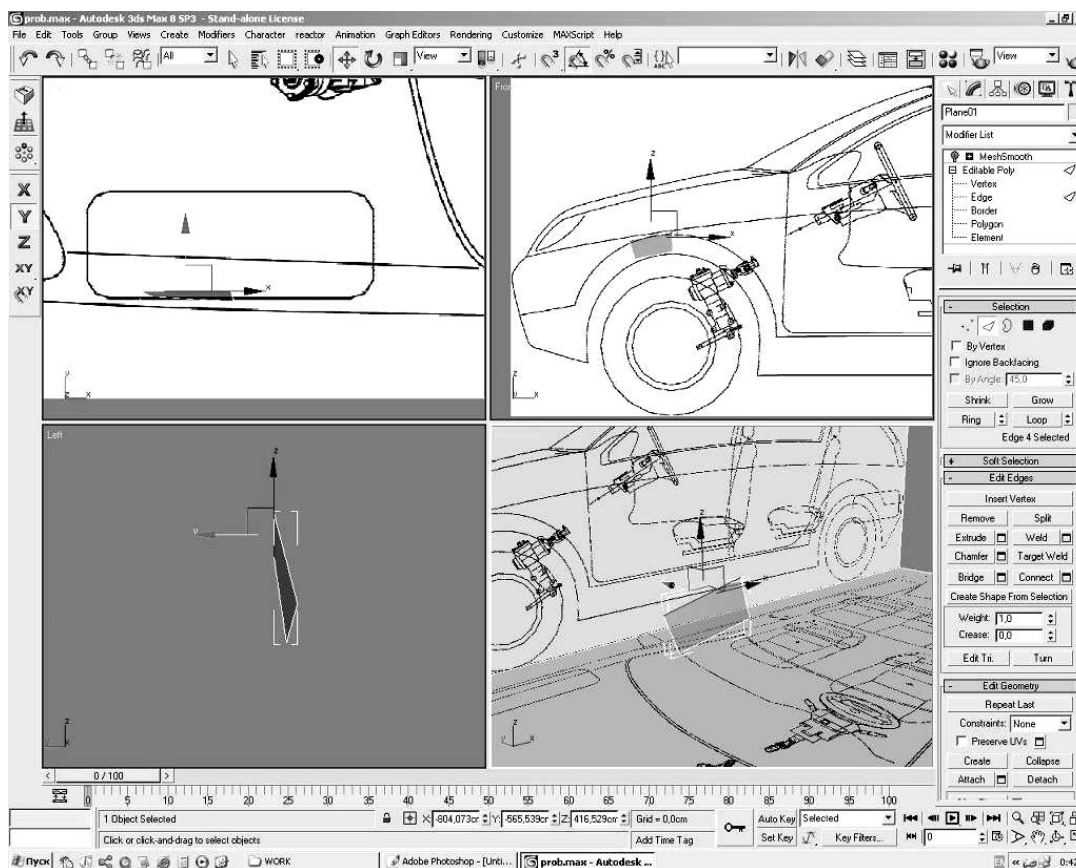 prob.max - Autodesk 3ds Max 8 SP3 - Stand-alone License
File Edit Tools Group Views Create Modifiers Character reactor Animation Graph Editors Rendering Customize MAXScript Help
All View View
Front
Plane01
Modifier List
MeshSmooth
Editable Poly
Vertex
Edge
Border
Polygon
Element
X
Y
Z
XY
XY
Selection
By Vertex
Ignore Backfacing
By Angle: 45,0
Shrink Grow
Ring Loop
Edge 4 Selected
Soft Selection
Edit Edges
Insert Vertex
Remove Split
Extrude Weld
Chamfer Target Weld
Bridge Connect
Create Shape From Selection
Weight: 1,0
Crease: 0,0
Edit Tri. Turn
Edit Geometry
Repeat Last
Constraints: None
Preserve UVs
Create Collapse
Attach Detach
Left
z
x
y
0 / 100
0 5 10 15 20 25 30 35 40 45 50 55 60 65 70 75 80 85 90 95 100
1 Object Selected X: -804,073cm Y: -565,539cm Z: 416,529cm Grid = 0,0cm Auto Key Selected
Click or click-and-drag to select objects Add Time Tag Set Key Key Filters... 0
Пуск WORK Adobe Photoshop - [Unti... prob.max - Autodesk ...